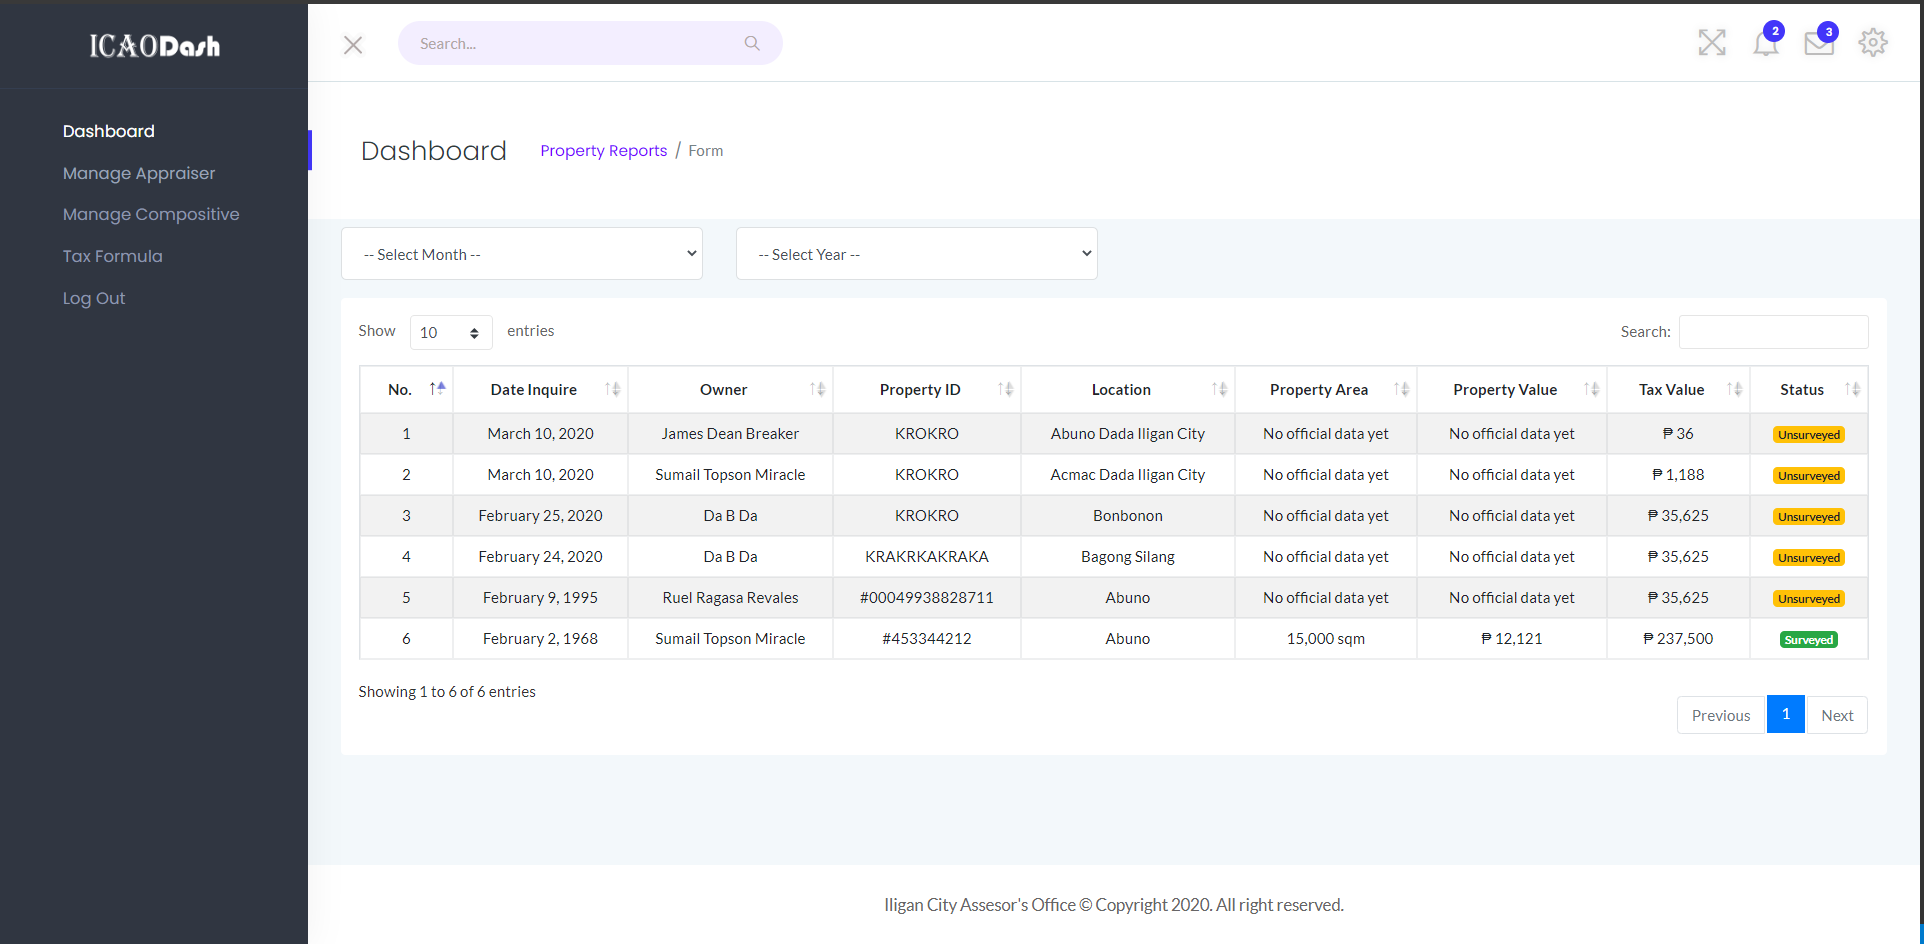 ICAODash
Search...
2
3
Dashboard
Manage Appraiser
Manage Compositive
Tax Formula
Log Out
Dashboard Property Reports / Form
-- Select Month -- -- Select Year --
Show 10 entries Search:
No. Date Inquire Owner Property ID Location Property Area Property Value Tax Value Status
1 March 10, 2020 James Dean Breaker KROKRO Abuno Dada Iligan City No official data yet No official data yet ₱ 36 Unsurveyed
2 March 10, 2020 Sumail Topson Miracle KROKRO Acmac Dada Iligan City No official data yet No official data yet ₱ 1,188 Unsurveyed
3 February 25, 2020 Da B Da KROKRO Bonbonon No official data yet No official data yet ₱ 35,625 Unsurveyed
4 February 24, 2020 Da B Da KRAKRKAKRAKA Bagong Silang No official data yet No official data yet ₱ 35,625 Unsurveyed
5 February 9, 1995 Ruel Ragasa Revales #00049938828711 Abuno No official data yet No official data yet ₱ 35,625 Unsurveyed
6 February 2, 1968 Sumail Topson Miracle #453344212 Abuno 15,000 sqm ₱ 12,121 ₱ 237,500 Surveyed
Showing 1 to 6 of 6 entries
Previous 1 Next
Iligan City Assesor's Office © Copyright 2020. All right reserved.